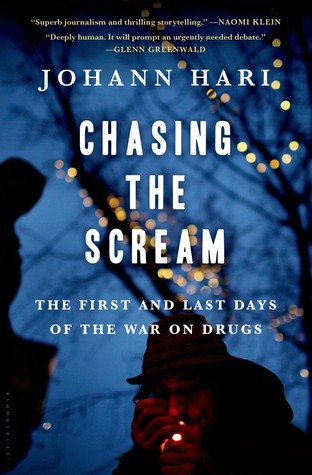 "Superb journalism and thrilling storytelling." —NAOMI KLEIN
"Deeply human. It will prompt an urgently needed debate."
—GLENN GREENWALD
JOHANN HARI
CHASING
THE
SCREAM
THE FIRST AND LAST DAYS
OF THE WAR ON DRUGS
BLOOMSBURY